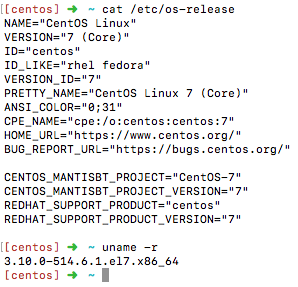 [[centos] ➜ ~ cat /etc/os-release
NAME="CentOS Linux"
VERSION="7 (Core)"
ID="centos"
ID_LIKE="rhel fedora"
VERSION_ID="7"
PRETTY_NAME="CentOS Linux 7 (Core)"
ANSI_COLOR="0;31"
CPE_NAME="cpe:/o:centos:centos:7"
HOME_URL="https://www.centos.org/"
BUG_REPORT_URL="https://bugs.centos.org/"

CENTOS_MANTISBT_PROJECT="CentOS-7"
CENTOS_MANTISBT_PROJECT_VERSION="7"
REDHAT_SUPPORT_PRODUCT="centos"
REDHAT_SUPPORT_PRODUCT_VERSION="7"

[[centos] ➜ ~ uname -r
3.10.0-514.6.1.el7.x86_64
[centos] ➜ ~